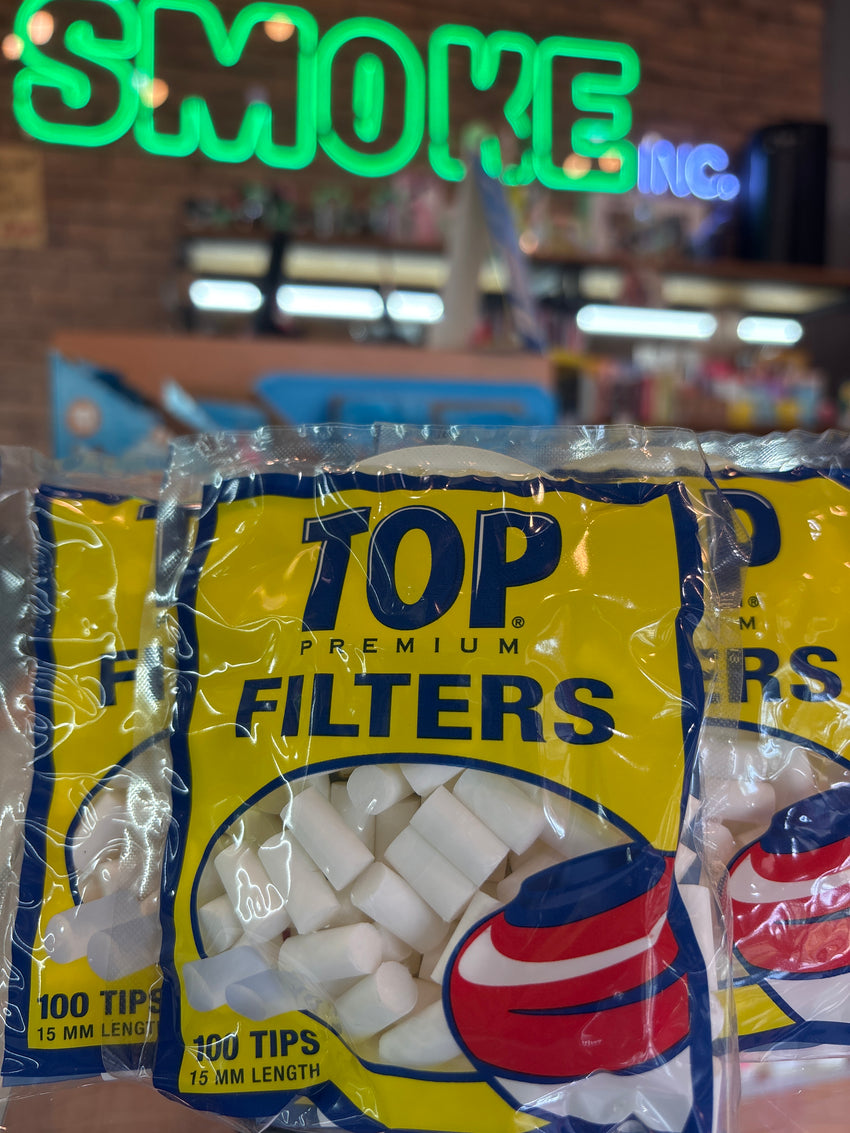 SMOKE
INC.
TOP®
PREMIUM
FILTERS
100 TIPS
15 MM LENGTH
100 TIPS
15 MM LENGTH